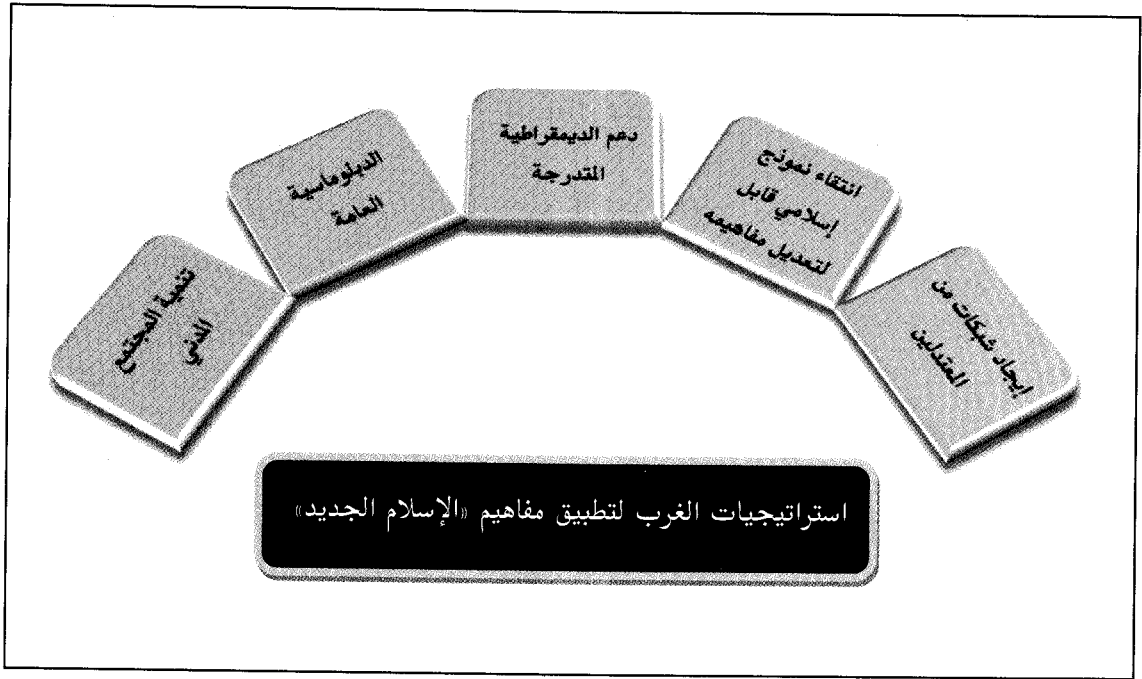 إيجاد شبكات من
المعتدلين
انتقاء نموذج
إسلامي قابل
لتعديل مفاهيمه
دعم الديمقراطية
المتدرجة
الدبلوماسية
العامة
تنمية المجتمع
المدني
استراتيجيات الغرب لتطبيق مفاهيم «الإسلام الجديد»